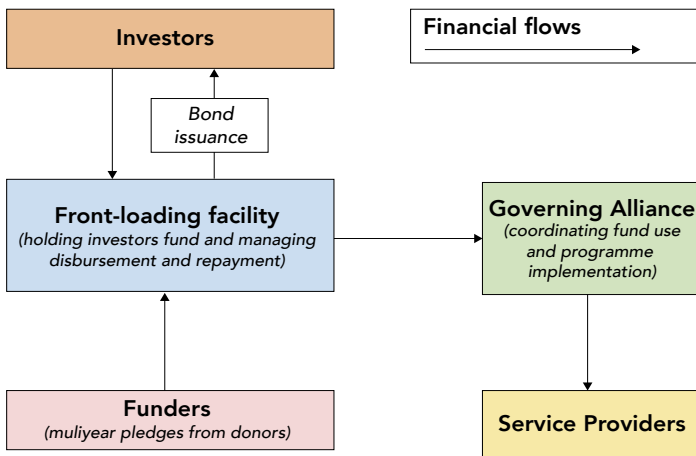 Investors
Financial flows
Bond
issuance
Front-loading facility
(holding investors fund and managing
disbursement and repayment)
Governing Alliance
(coordinating fund use
and programme
implementation)
Funders
(muliyear pledges from donors)
Service Providers